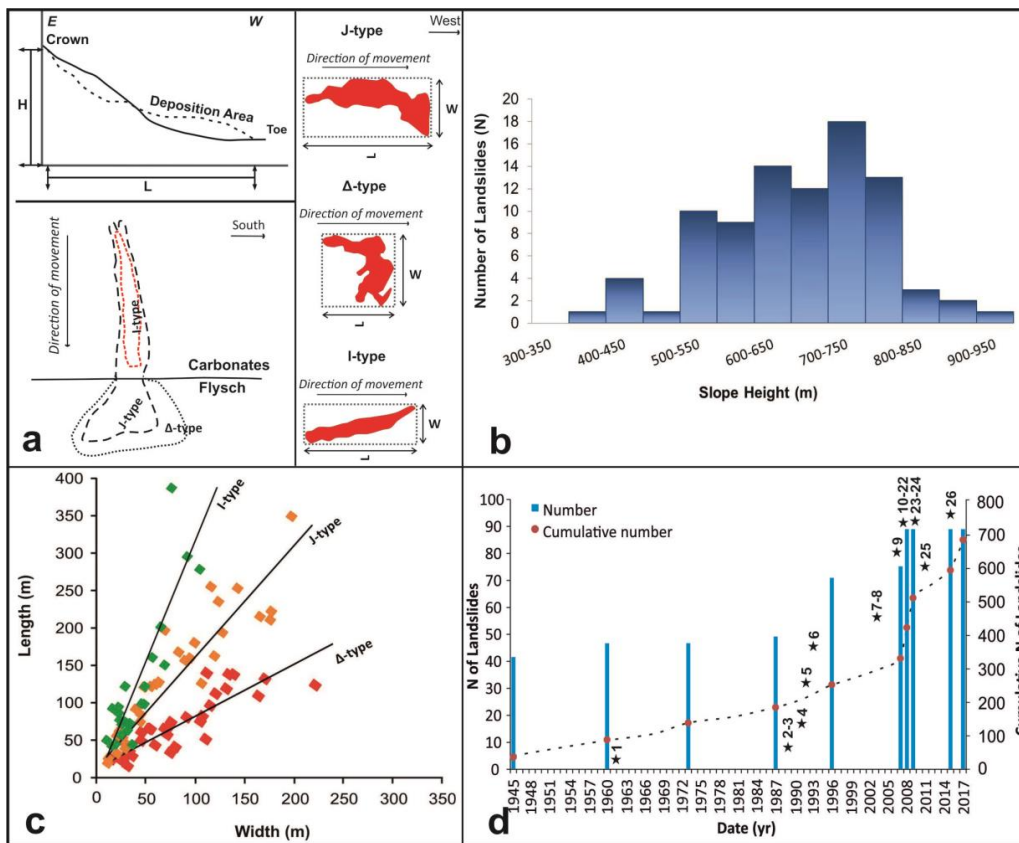 E
W
Crown
H
Deposition Area
Toe
L
South
Direction of movement
I-type
Carbonates
Flysch
J-type
Δ-type
a
J-type
West
Direction of movement
W
L
Δ-type
Direction of movement
W
L
I-type
Direction of movement
W
L
Number of Landslides (N)
20
18
16
14
12
10
8
6
4
2
0
300-350
400-450
500-550
600-650
700-750
800-850
900-950
Slope Height (m)
b
Length (m)
400
350
300
250
200
150
100
50
0
I-type
J-type
Δ-type
0
50
100
150
200
250
300
Width (m)
c
N of Landslides
100
90
80
70
60
50
40
30
20
10
0
Number
Cumulative number
★ 1
★ 2-3
★ 4
★ 5
★ 6
★ 7-8
★ 9
★ 10-22
★ 23-24
★ 25
★ 26
800
700
600
500
400
300
200
100
0
Cumulative N of Landslides
1945
1948
1951
1954
1957
1960
1963
1966
1969
1972
1975
1978
1981
1984
1987
1990
1993
1996
1999
2002
2005
2008
2011
2014
2017
Date (yr)
d